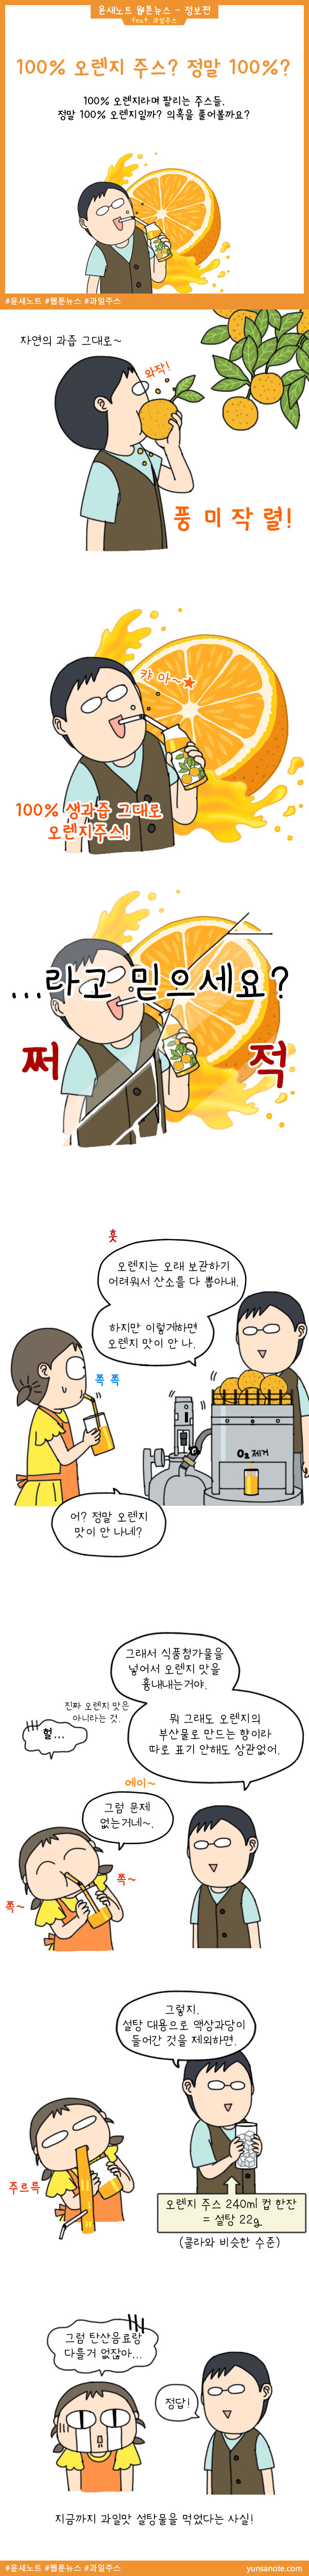 윤새노트 웹툰뉴스 - 정보편
feat. 과일주스
100% 오렌지 주스? 정말 100%?
100% 오렌지라며 팔리는 주스들.
정말 100% 오렌지일까? 의혹을 풀어볼까요?
#윤새노트 #웹툰뉴스 #과일주스
자연의 과즙 그대로~
와작!
풍 미 작 렬!
캬 아~★
100% 생과즙 그대로
오렌지주스!
...라고 믿으세요?
쩌
적
훗
오렌지는 오래 보관하기
어려워서 산소를 다 뽑아내.
하지만 이렇게하면
오렌지 맛이 안 나.
쪽 쪽
O₂ 제거
어? 정말 오렌지
맛이 안 나네?
그래서 식품첨가물을
넣어서 오렌지 맛을
흉내내는거야.
진짜 오렌지 맛은
아니라는 것.
헐...
뭐 그래도 오렌지의
부산물로 만드는 향이라
따로 표기 안해도 상관없어.
에이~
그럼 문제
없는거네~.
쪽~
쪽~
그렇지.
설탕 대용으로 액상과당이
들어간 것을 제외하면.
주르륵
오렌지 주스 240ml 컵 한잔
= 설탕 22g
(콜라와 비슷한 수준)
그럼 탄산음료랑
다를거 없잖아...
정답!
지금까지 과일맛 설탕물을 먹었다는 사실!
#윤새노트 #웹툰뉴스 #과일주스
yunsanote.com